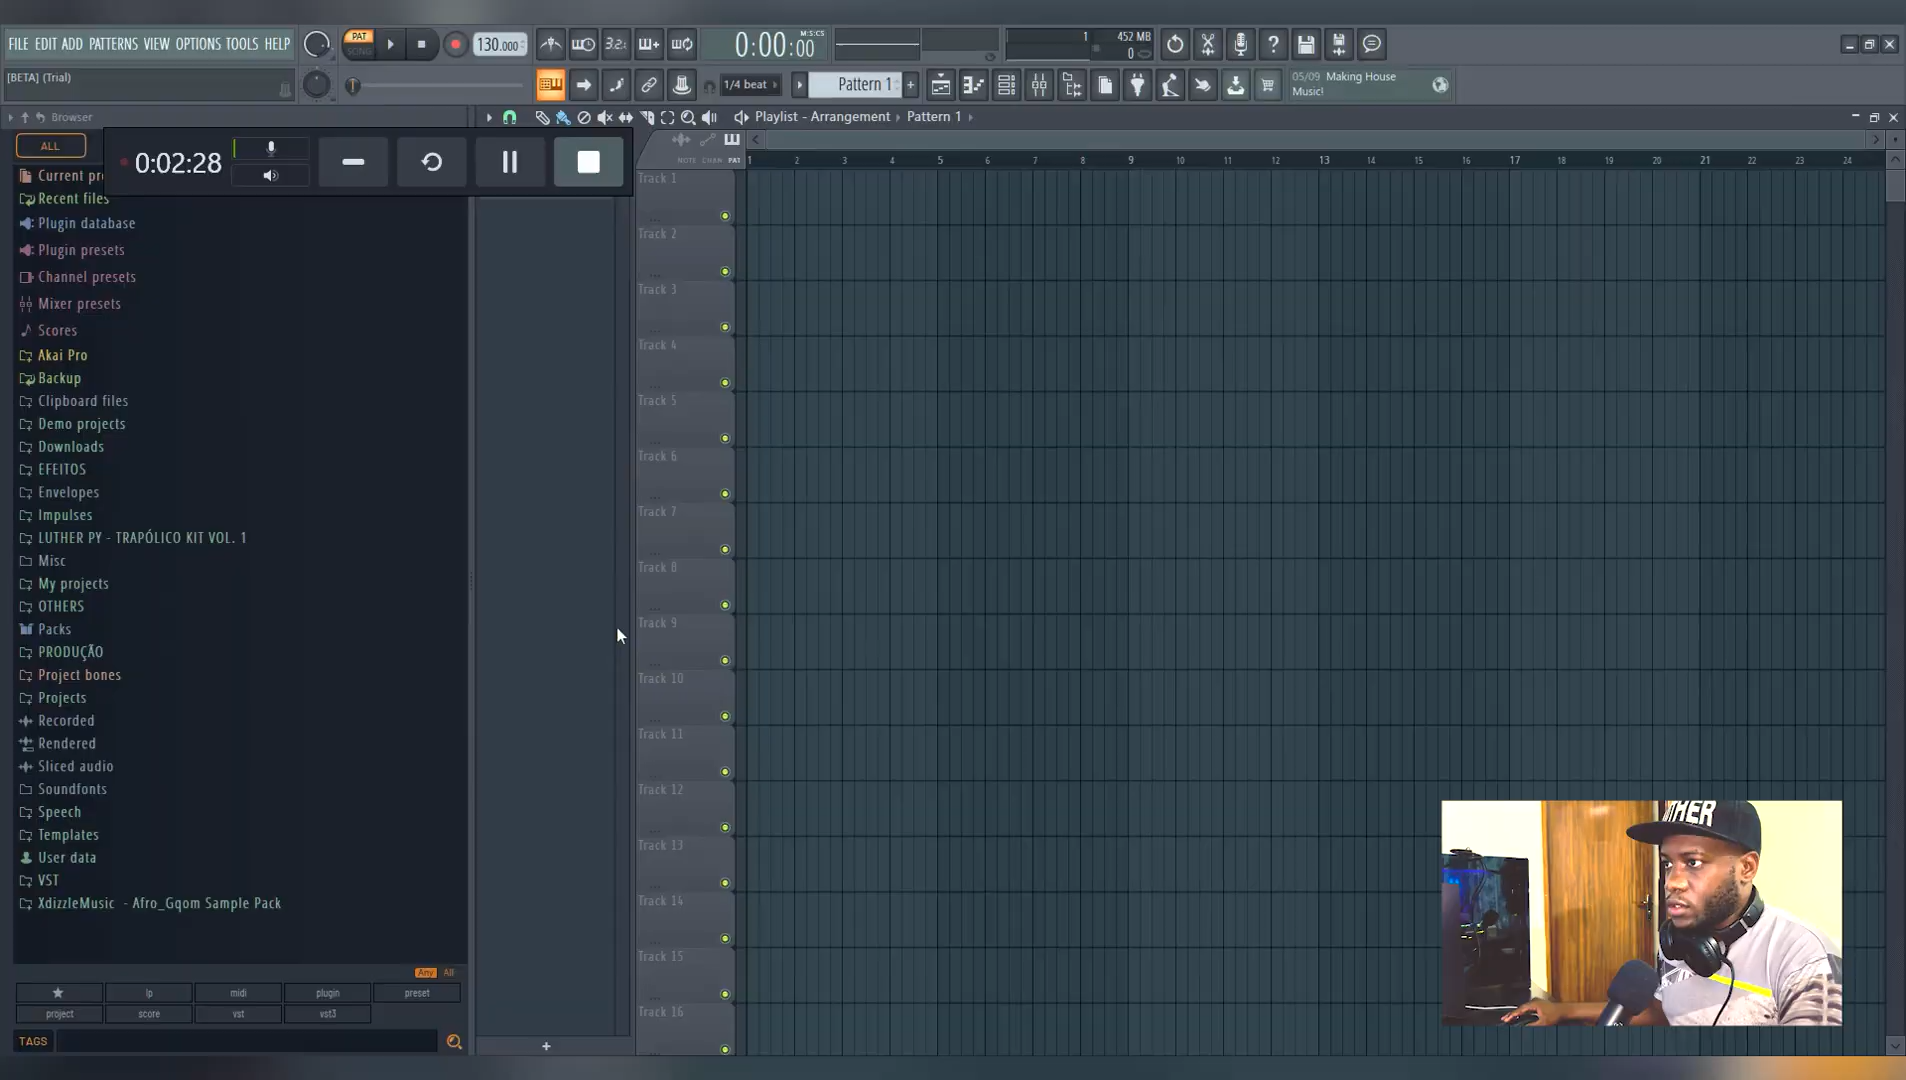 FILE EDIT ADD PATTERNS VIEW OPTIONS TOOLS HELP
PAT
SONG
130.000
3.2.
0:00:00
M:S:CS
1
452 MB
0
[BETA] (Trial)
1/4 beat
Pattern 1
+
05/09 Making House
Music!
Browser
Playlist - Arrangement
Pattern 1
ALL
0:02:28
NOTE CHAN PAT
1 2 3 4 5 6 7 8 9 10 11 12 13 14 15 16 17 18 19 20 21 22 23 24
Current pr
Recent files
Plugin database
Plugin presets
Channel presets
Mixer presets
Scores
Akai Pro
Backup
Clipboard files
Demo projects
Downloads
EFEITOS
Envelopes
Impulses
LUTHER PY - TRAPÓLICO KIT VOL. 1
Misc
My projects
OTHERS
Packs
PRODUÇÃO
Project bones
Projects
Recorded
Rendered
Sliced audio
Soundfonts
Speech
Templates
User data
VST
XdizzleMusic - Afro_Gqom Sample Pack
Any All
lp midi plugin preset
project score vst vst3
TAGS
+
Track 1
Track 2
Track 3
Track 4
Track 5
Track 6
Track 7
Track 8
Track 9
Track 10
Track 11
Track 12
Track 13
Track 14
Track 15
Track 16